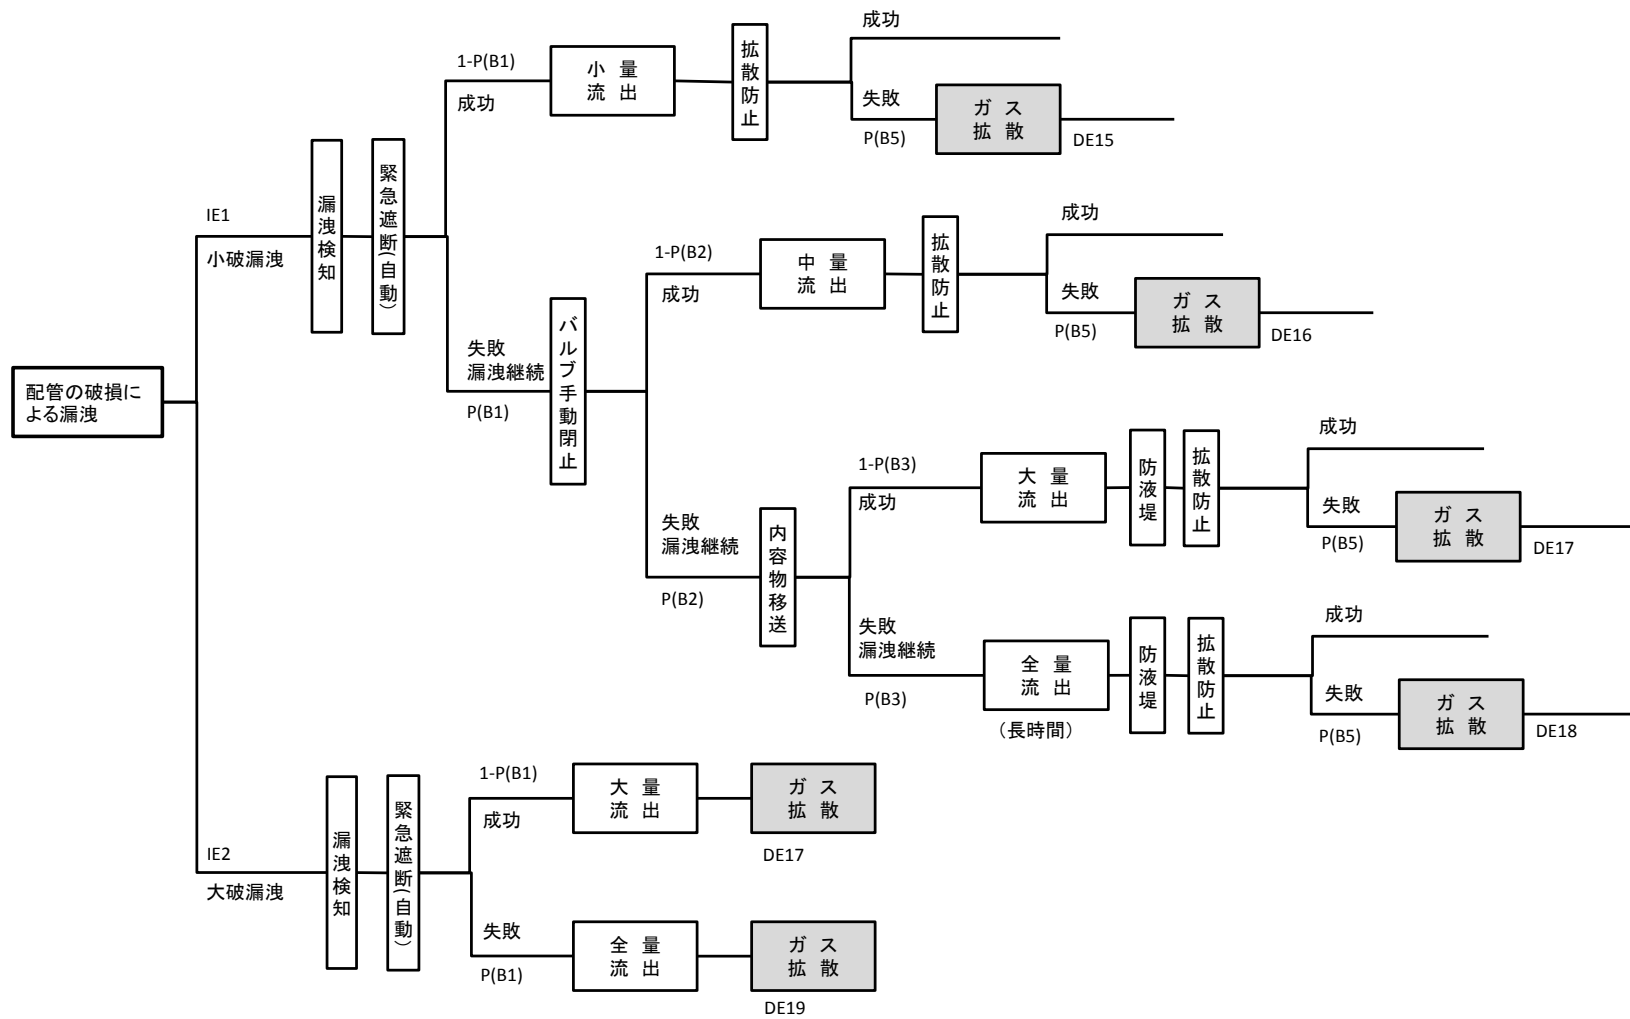 配管の破損に
よる漏洩
IE1
小破漏洩
漏洩検知
緊急遮断(自動)
1-P(B1)
成功
小 量
流 出
拡散防止
成功
失敗
P(B5)
ガ ス
拡 散
DE15
失敗
漏洩継続
P(B1)
バルブ手動閉止
1-P(B2)
成功
中 量
流 出
拡散防止
成功
失敗
P(B5)
ガ ス
拡 散
DE16
失敗
漏洩継続
P(B2)
内容物移送
1-P(B3)
成功
大 量
流 出
防液堤
拡散防止
成功
失敗
P(B5)
ガ ス
拡 散
DE17
失敗
漏洩継続
P(B3)
全 量
流 出
（長時間）
防液堤
拡散防止
成功
失敗
P(B5)
ガ ス
拡 散
DE18
IE2
大破漏洩
漏洩検知
緊急遮断(自動)
1-P(B1)
成功
大 量
流 出
ガ ス
拡 散
DE17
失敗
P(B1)
全 量
流 出
ガ ス
拡 散
DE19